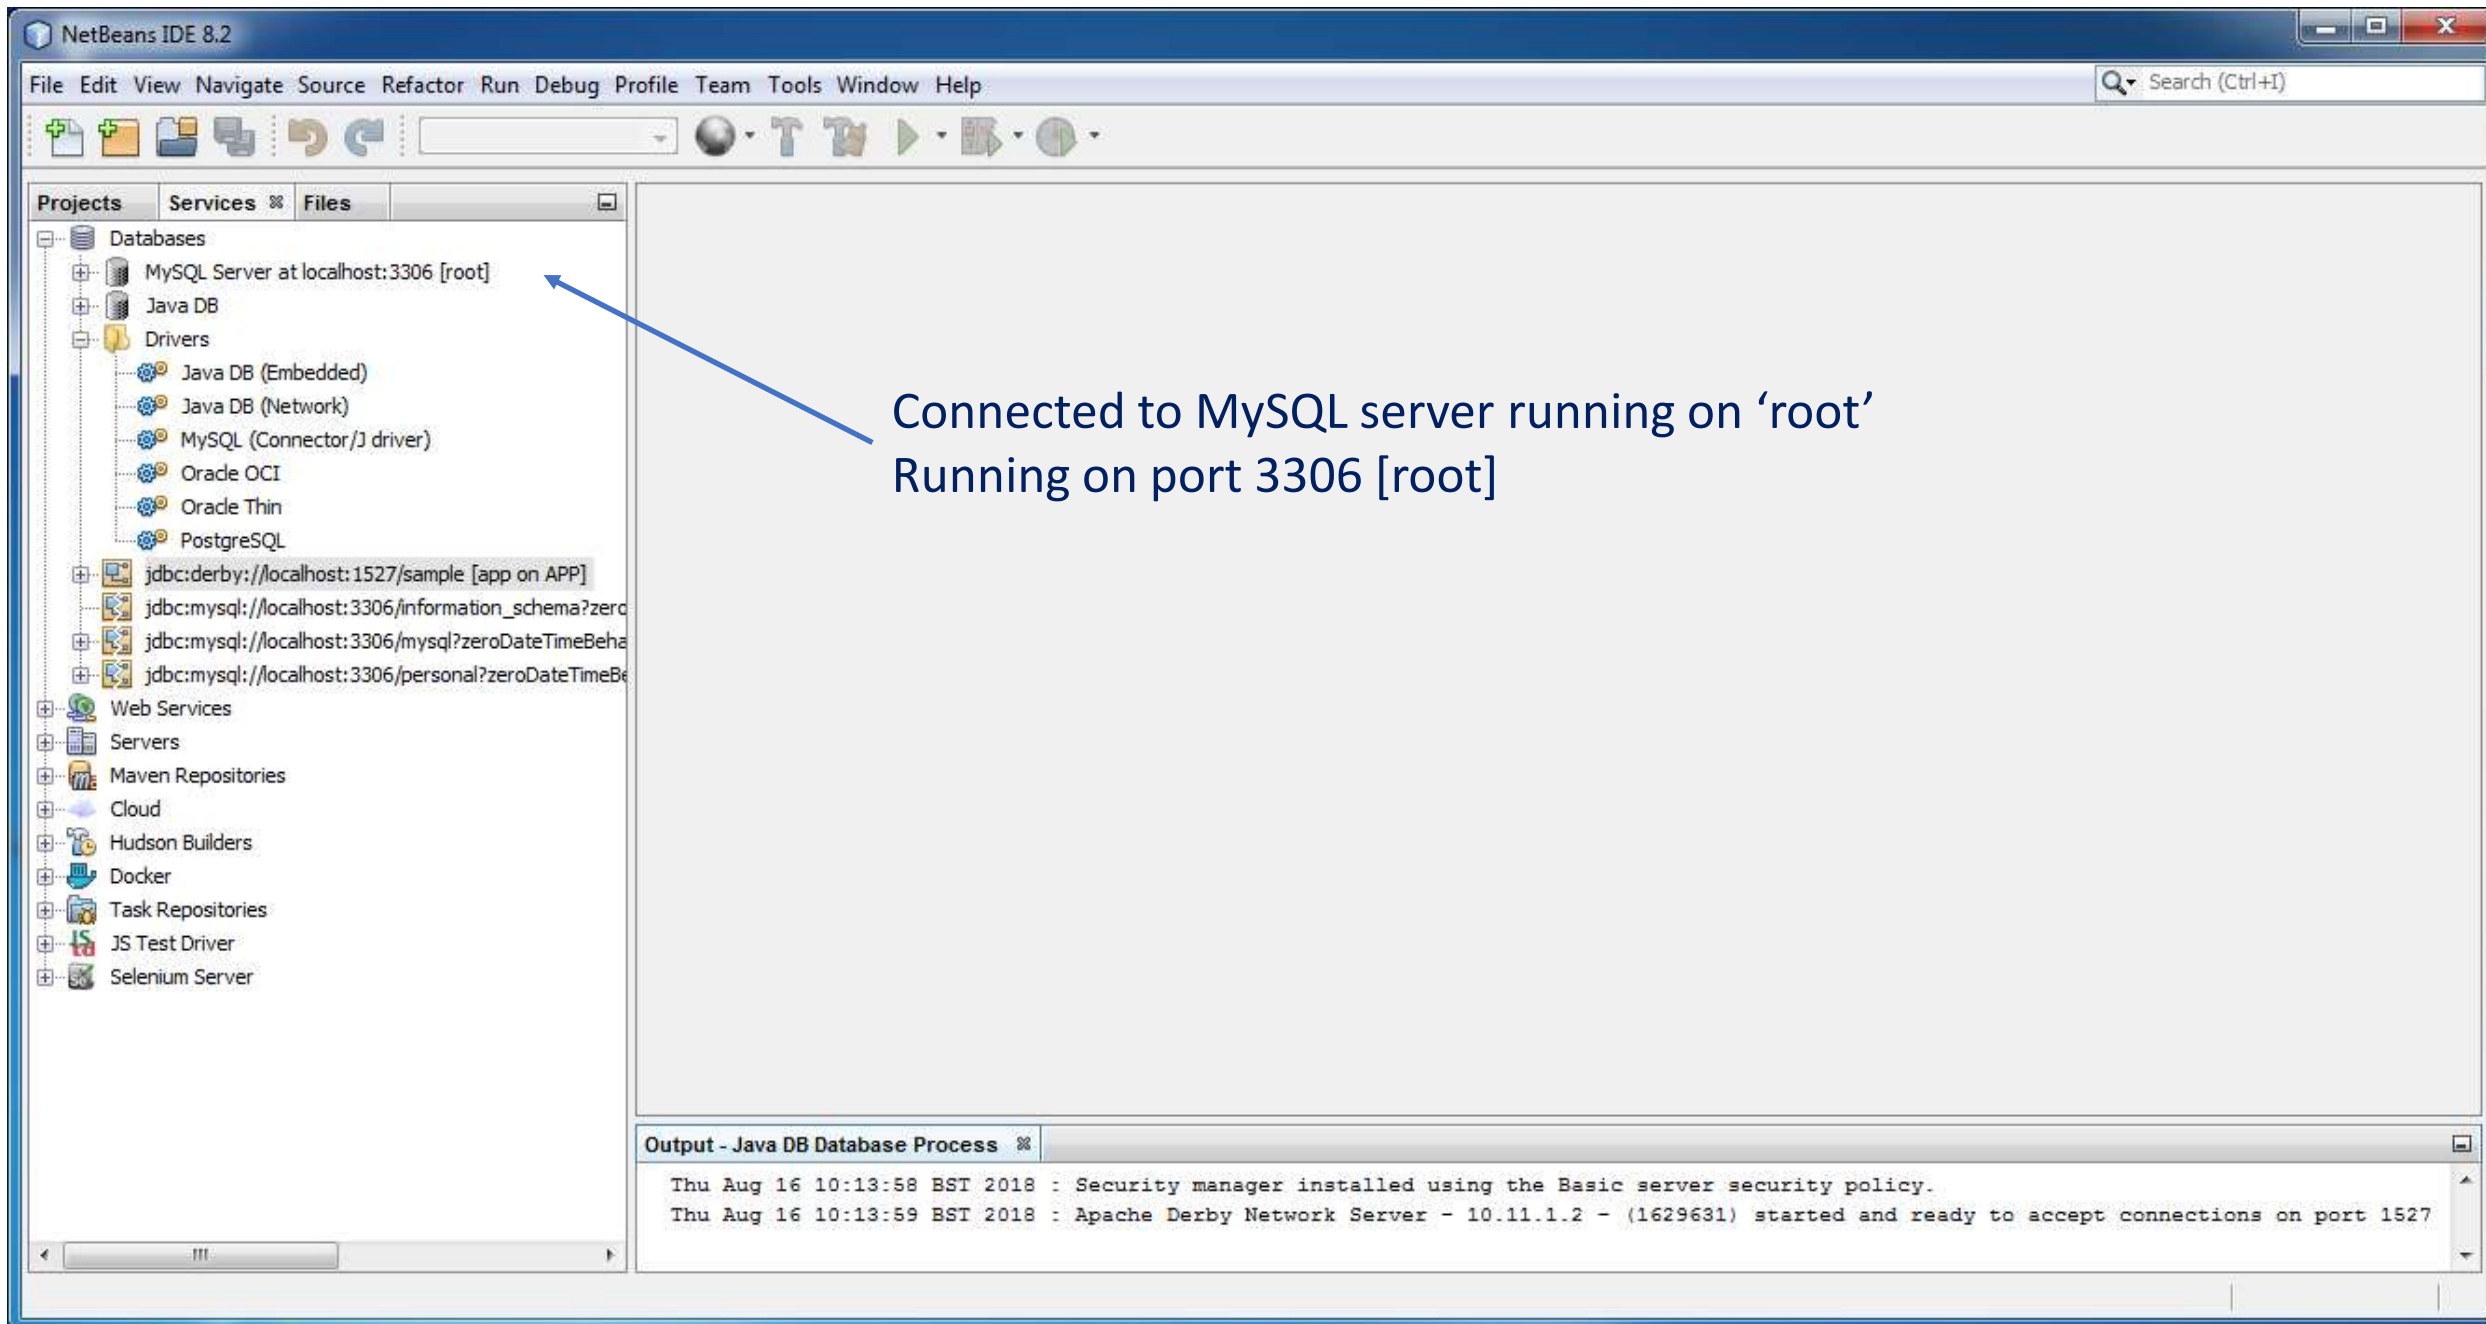 NetBeans IDE 8.2
File Edit View Navigate Source Refactor Run Debug Profile Team Tools Window Help
Search (Ctrl+I)
Projects Services Files
Databases
MySQL Server at localhost:3306 [root]
Java DB
Drivers
Java DB (Embedded)
Java DB (Network)
MySQL (Connector/J driver)
Oracle OCI
Oracle Thin
PostgreSQL
jdbc:derby://localhost:1527/sample [app on APP]
jdbc:mysql://localhost:3306/information_schema?zero
jdbc:mysql://localhost:3306/mysql?zeroDateTimeBeha
jdbc:mysql://localhost:3306/personal?zeroDateTimeBe
Web Services
Servers
Maven Repositories
Cloud
Hudson Builders
Docker
Task Repositories
JS Test Driver
Selenium Server
Connected to MySQL server running on ‘root’
Running on port 3306 [root]
Output - Java DB Database Process
Thu Aug 16 10:13:58 BST 2018 : Security manager installed using the Basic server security policy.
Thu Aug 16 10:13:59 BST 2018 : Apache Derby Network Server - 10.11.1.2 - (1629631) started and ready to accept connections on port 1527